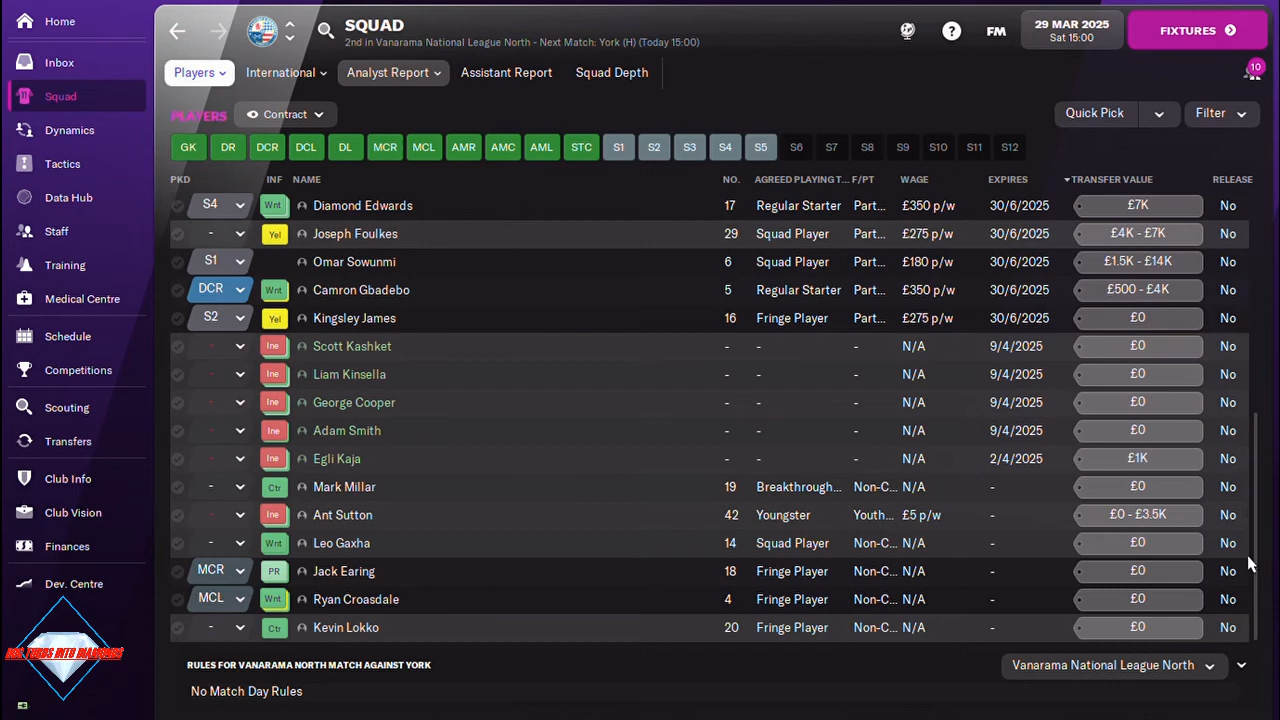 Home
Inbox
Squad
Dynamics
Tactics
Data Hub
Staff
Training
Medical Centre
Schedule
Competitions
Scouting
Transfers
Club Info
Club Vision
Finances
Dev. Centre
SQUAD
2nd in Vanarama National League North - Next Match: York (H) (Today 15:00)
? FM 29 MAR 2025 FIXTURES
Sat 15:00
Players International Analyst Report Assistant Report Squad Depth 10
PLAYERS Contract Quick Pick Filter
GK DR DCR DCL DL MCR MCL AMR AMC AML STC S1 S2 S3 S4 S5 S6 S7 S8 S9 S10 S11 S12
PKD INF NAME NO. AGREED PLAYING T... F/PT WAGE EXPIRES TRANSFER VALUE RELEASE
S4 Wnt Diamond Edwards 17 Regular Starter Part... £350 p/w 30/6/2025 £7K No
- Yel Joseph Foulkes 29 Squad Player Part... £275 p/w 30/6/2025 £4K - £7K No
S1 Omar Sowunmi 6 Squad Player Part... £180 p/w 30/6/2025 £1.5K - £14K No
DCR Wnt Camron Gbadebo 5 Regular Starter Part... £350 p/w 30/6/2025 £500 - £4K No
S2 Yel Kingsley James 16 Fringe Player Part... £275 p/w 30/6/2025 £0 No
- Ine Scott Kashket - - - N/A 9/4/2025 £0 No
- Ine Liam Kinsella - - - N/A 9/4/2025 £0 No
- Ine George Cooper - - - N/A 9/4/2025 £0 No
- Ine Adam Smith - - - N/A 9/4/2025 £0 No
- Ine Egli Kaja - - - N/A 2/4/2025 £1K No
- Ctr Mark Millar 19 Breakthrough... Non-C... N/A - £0 No
- Ine Ant Sutton 42 Youngster Youth... £5 p/w - £0 - £3.5K No
- Wnt Leo Gaxha 14 Squad Player Non-C... N/A - £0 No
MCR PR Jack Earing 18 Fringe Player Non-C... N/A - £0 No
MCL Wnt Ryan Croasdale 4 Fringe Player Non-C... N/A - £0 No
- Ctr Kevin Lokko 20 Fringe Player Non-C... N/A - £0 No
RULES FOR VANARAMA NORTH MATCH AGAINST YORK Vanarama National League North
No Match Day Rules
TURDS INTO DIAMONDS